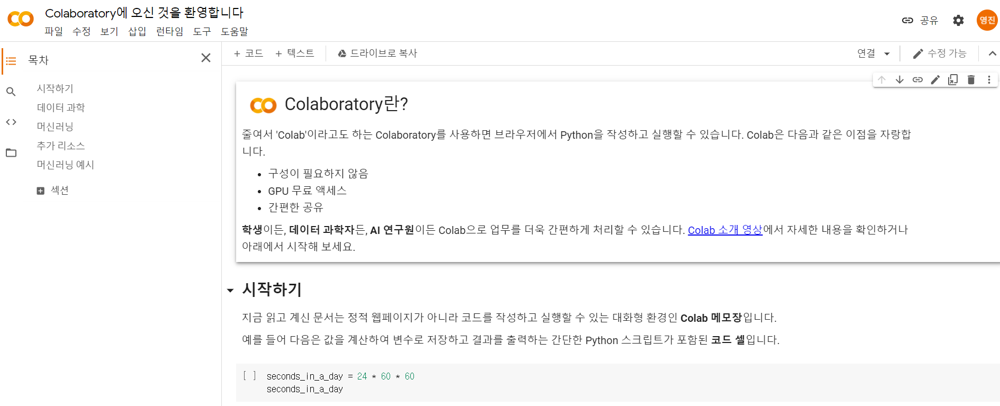 Colaboratory에 오신 것을 환영합니다
파일 수정 보기 삽입 런타임 도구 도움말
공유
영진
목차
시작하기
데이터 과학
머신러닝
추가 리소스
머신러닝 예시
섹션
+ 코드 + 텍스트 드라이브로 복사
연결 수정 가능
CO Colaboratory란?
줄여서 'Colab'이라고도 하는 Colaboratory를 사용하면 브라우저에서 Python을 작성하고 실행할 수 있습니다. Colab은 다음과 같은 이점을 자랑합
니다.
• 구성이 필요하지 않음
• GPU 무료 액세스
• 간편한 공유
학생이든, 데이터 과학자든, AI 연구원이든 Colab으로 업무를 더욱 간편하게 처리할 수 있습니다. Colab 소개 영상에서 자세한 내용을 확인하거나
아래에서 시작해 보세요.
시작하기
지금 읽고 계신 문서는 정적 웹페이지가 아니라 코드를 작성하고 실행할 수 있는 대화형 환경인 Colab 메모장입니다.
예를 들어 다음은 값을 계산하여 변수로 저장하고 결과를 출력하는 간단한 Python 스크립트가 포함된 코드 셀입니다.
[ ] seconds_in_a_day = 24 * 60 * 60
seconds_in_a_day